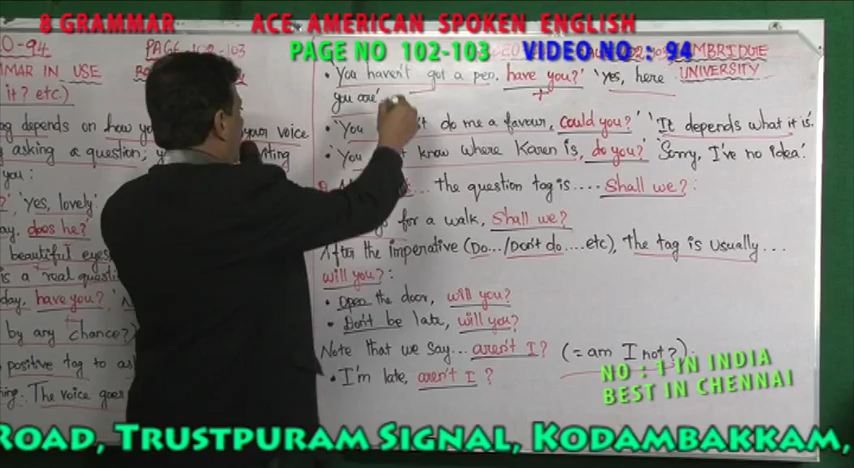 8 GRAMMAR ACE AMERICAN SPOKEN ENGLISH
PAGE NO 102-103 VIDEO NO : 94
O-94
PAGE-102-103
MAR IN USE
it? etc.)
ag depends on how your voice
asking a question;
you :
?' 'Yes, lovely.'
ay, does he?'
beautiful eyes
is a real questi
day, have you?'
by any chance?)
positive tag to as
ing. The voice goes
MBRIDGE
UNIVERSITY
• 'You haven't got a pen, have you?' 'Yes, here
you are'
• 'You 't do me a favour, could you?' 'It depends what it is.'
• 'You know where Karen is, do you?' 'Sorry, I've no idea.'
... the question tag is.... Shall we? :
for a walk, Shall we?
After the imperative (Do.../Don't do....etc), the tag is usually...
will you? :
• Open the door, will you?
• Don't be late, will you?
Note that we say... aren't I? (= am I not?).
• I'm late, aren't I ?
NO : 1 IN INDIA
BEST IN CHENNAI
ROAD, TRUSTPURAM SIGNAL, KODAMBAKKAM,